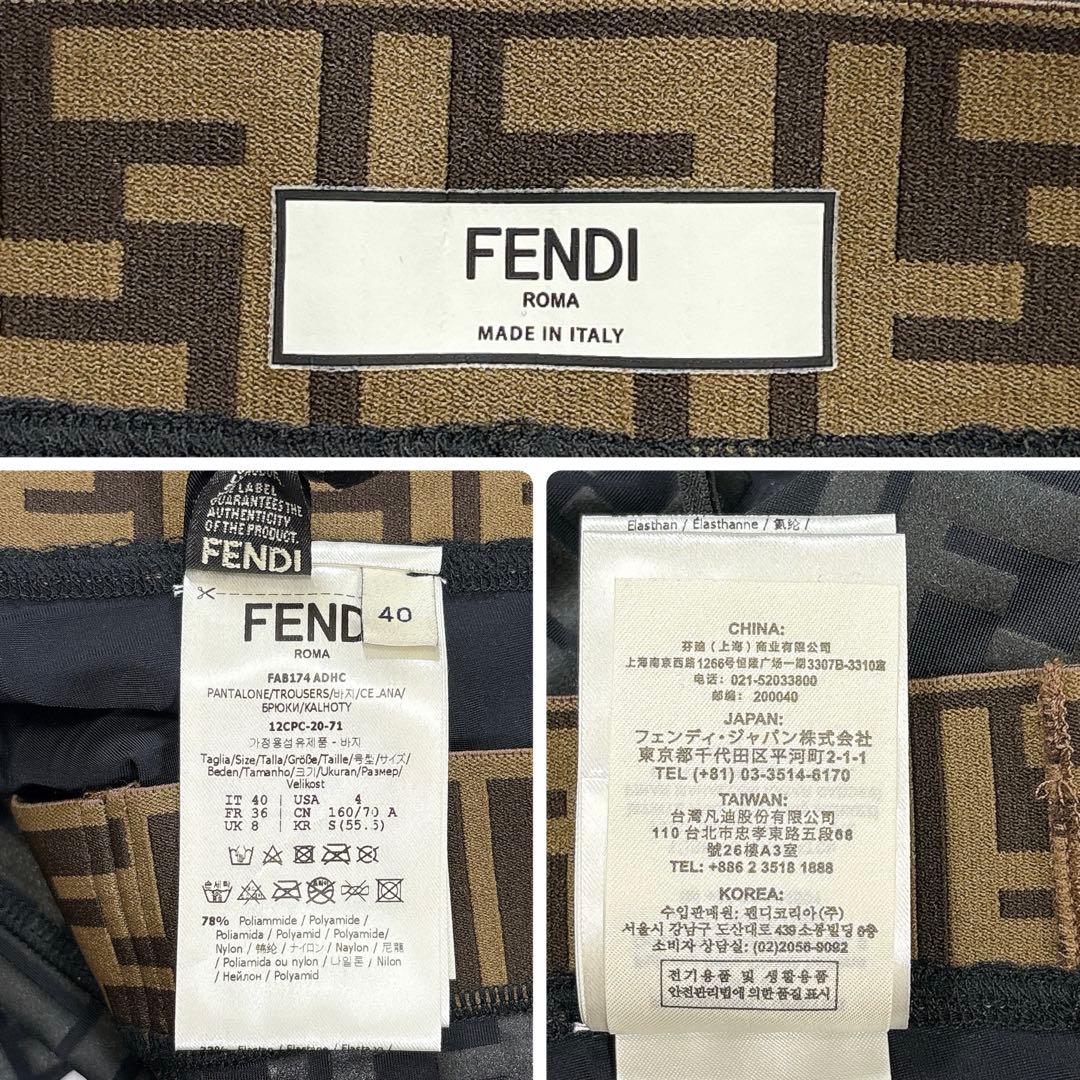 FENDI
ROMA
MADE IN ITALY
LABEL
GUARANTEES THE
AUTHENTICITY
OF THE PRODUCT.
FENDI
FEND
40
ROMA
FAB174 ADHC
PANTALONE/TROUSERS/바지/CELANA/
БРЮКИ/KALHOTY
12CPC-20-71
가정용섬유제품 - 바지
Taglia/Size/Talla/Größe/Taille/号型/サイズ/
Beden/Tamanho/크기/Ukuran/Размер/
Velikost
IT 40 | USA 4
FR 36 | CN 160/70 A
UK 8 | KR S(55.5)
손세탁
78% Poliammide / Polyamide /
Poliamida / Polyamid / Polyamide/
Nylon / 锦纶 / ナイロン / Naylon / 尼龍
/ Poliamida ou nylon / 나일론 / Nilon
/ Нейлон / Polyamid
Elasthan / Élasthanne / 氨纶 /
CHINA:
芬迪（上海）商业有限公司
上海南京西路1266号恒隆广场一期3307B-3310室
电话：021-52033800
邮编：200040
JAPAN:
フェンディ・ジャパン株式会社
東京都千代田区平河町2-1-1
TEL (+81) 03-3514-6170
TAIWAN:
台灣凡迪股份有限公司
110 台北市忠孝東路五段68
號26樓A3室
TEL: +886 2 3518 1888
KOREA:
수입판매원: 펜디코리아(주)
서울시 강남구 도산대로 439 소봉빌딩 6층
소비자 상담실: (02)2056-9092
전기용품 및 생활용품
안전관리법에 의한 품질 표시